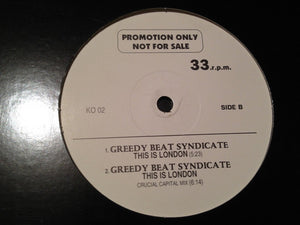 PROMOTION ONLY
NOT FOR SALE
33.r.p.m.
KO 02
SIDE B
1. GREEDY BEAT SYNDICATE
THIS IS LONDON (5:23)
2. GREEDY BEAT SYNDICATE
THIS IS LONDON
CRUCIAL CAPITAL MIX (6:14)